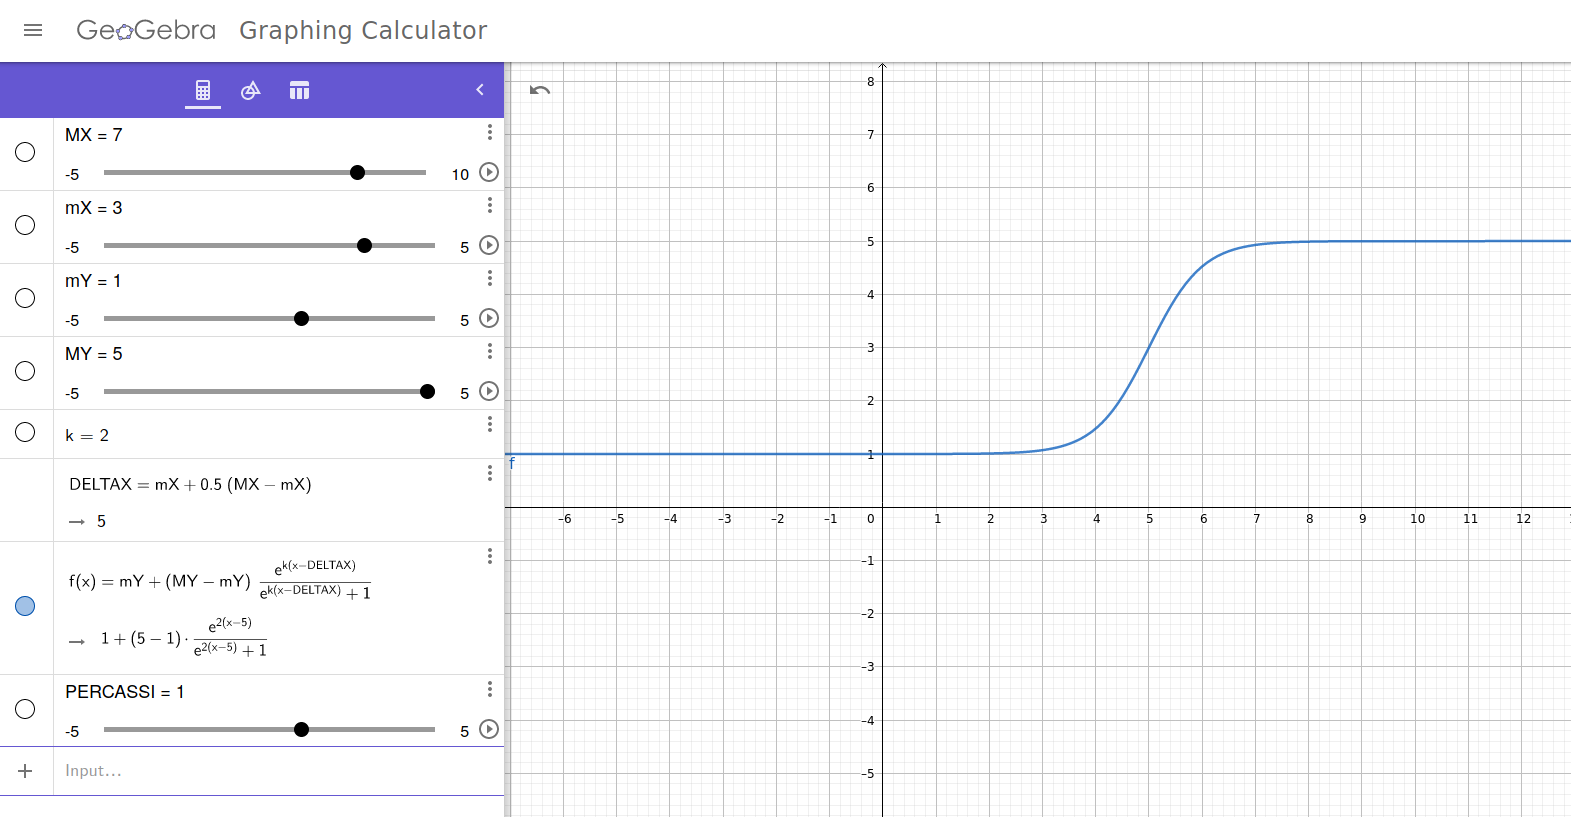 GeoGebra Graphing Calculator
MX = 7
-5 10
mX = 3
-5 5
mY = 1
-5 5
MY = 5
-5 5
k = 2
DELTAX = mX + 0.5 (MX − mX)
→ 5
f(x) = mY + (MY − mY) e^k(x−DELTAX) / e^k(x−DELTAX) + 1
→ 1 + (5 − 1) · e^2(x−5) / e^2(x−5) + 1
PERCASSI = 1
-5 5
+ Input...
8
7
6
5
4
3
2
1
f
–6 –5 –4 –3 –2 –1 0 1 2 3 4 5 6 7 8 9 10 11 12
–1
–2
–3
–4
–5